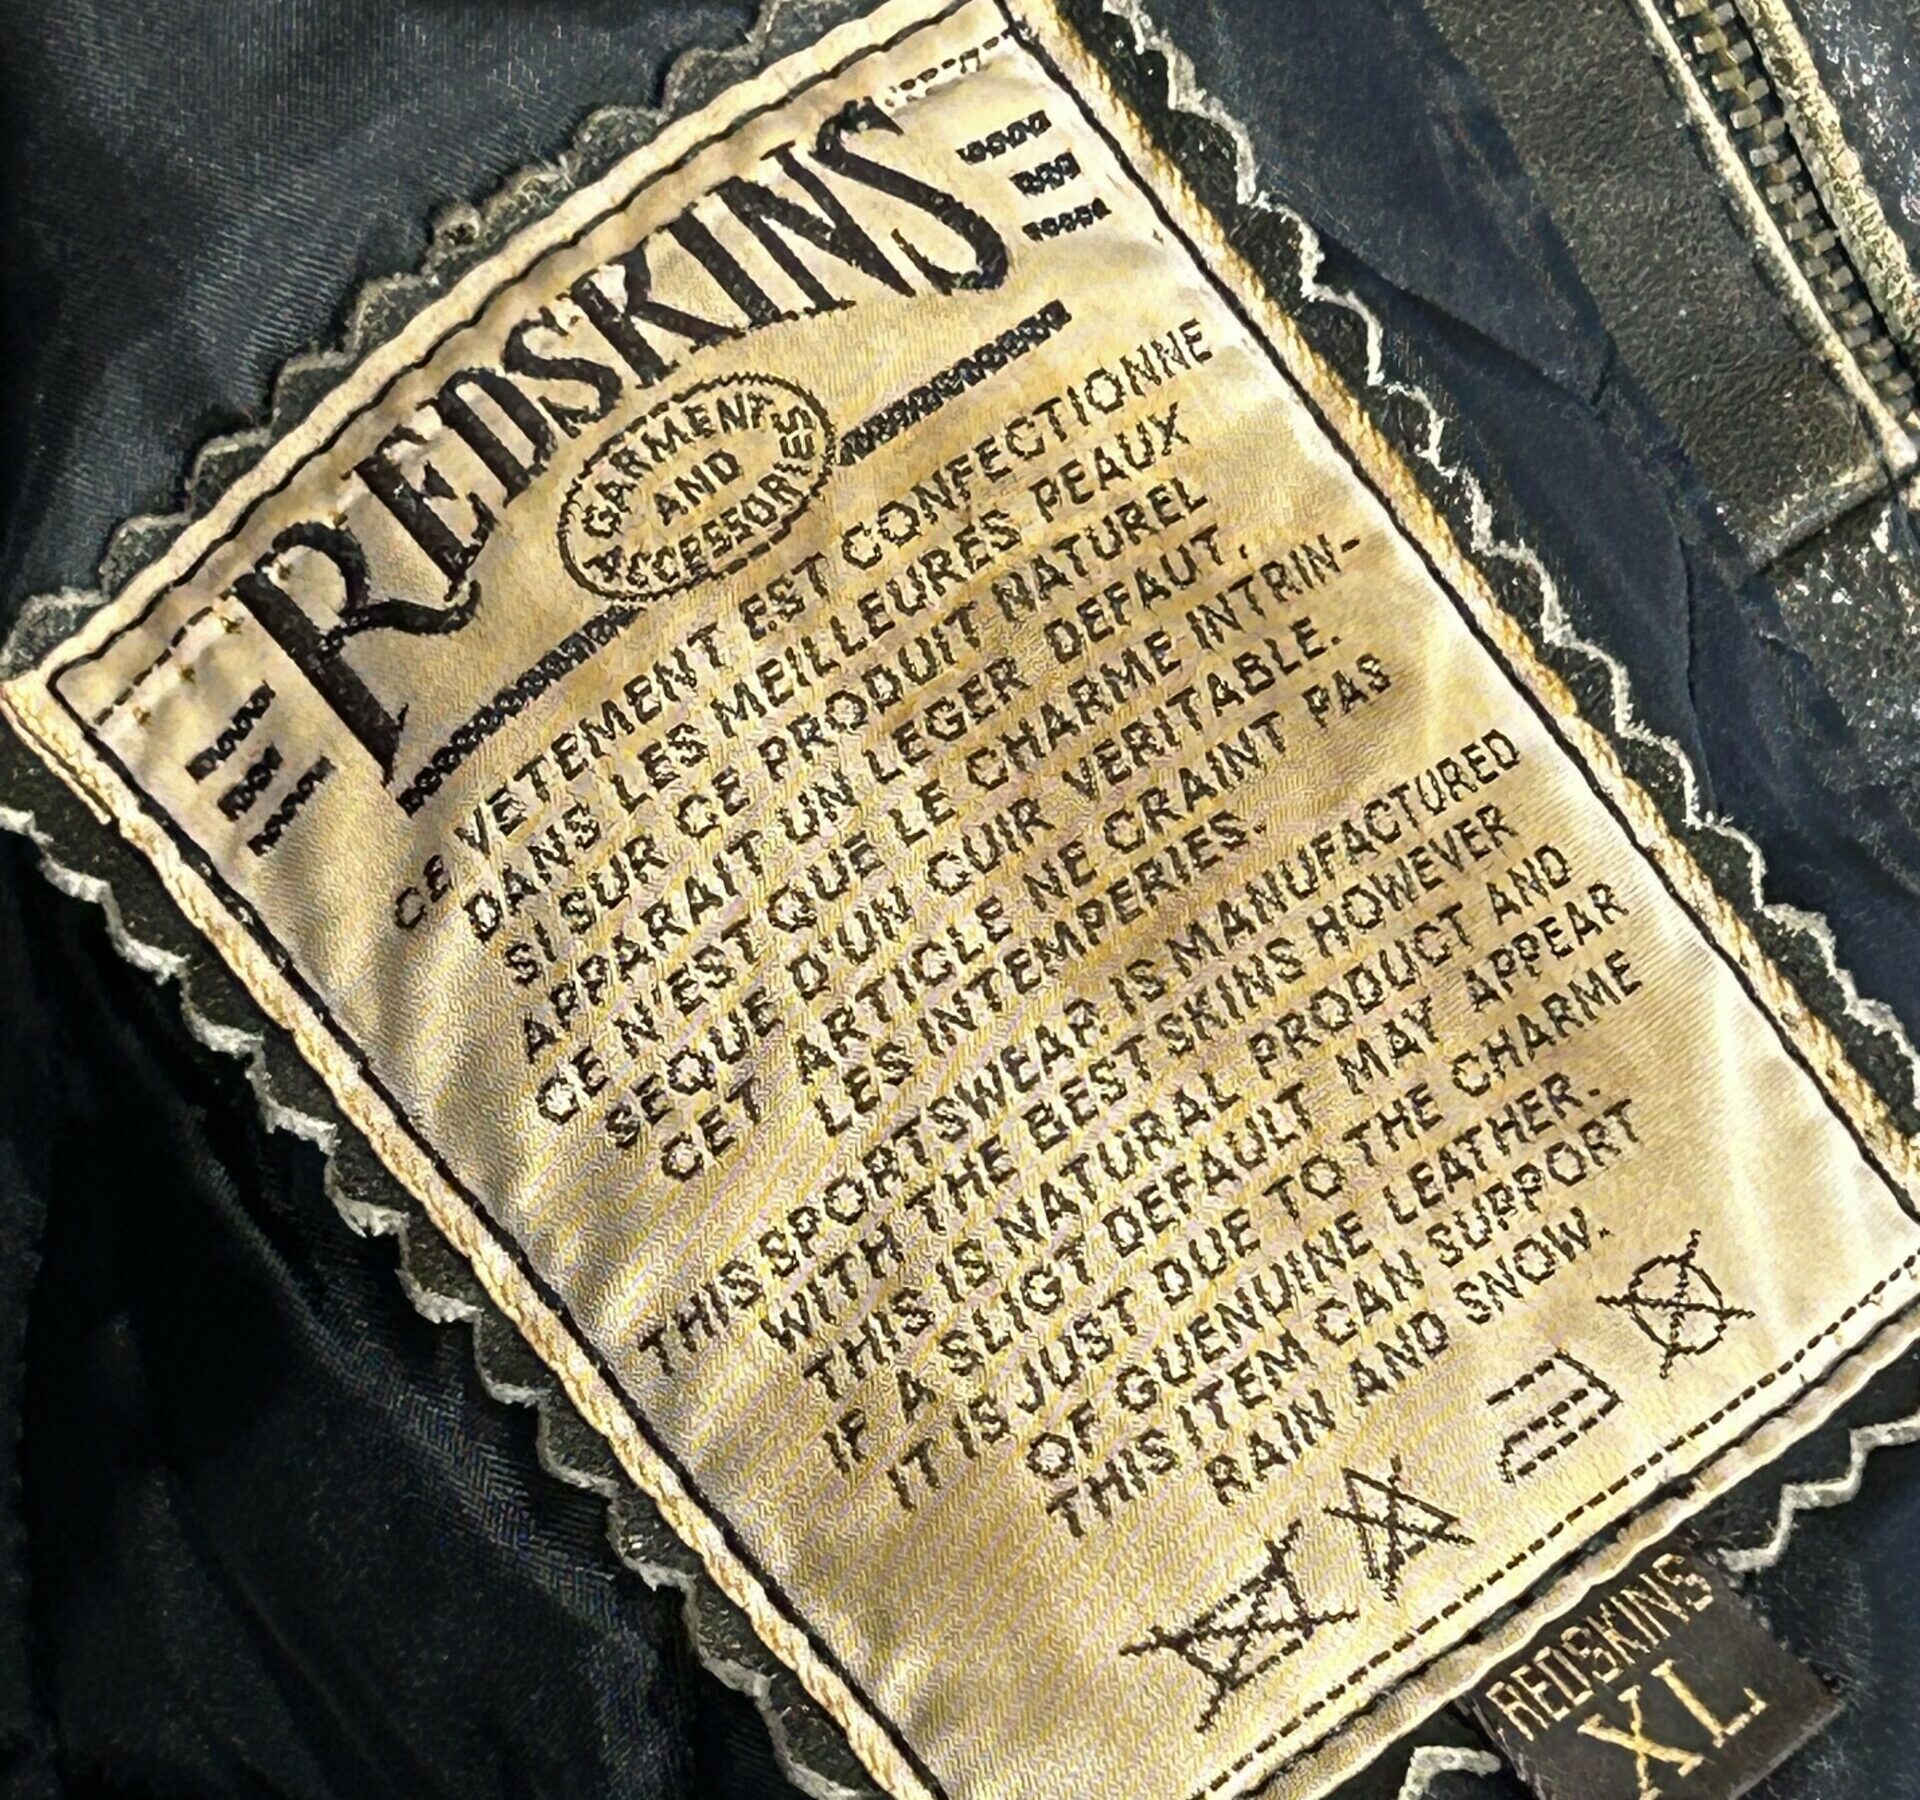 REDSKINS
GARMENT
AND
ACCESSORIES
CE VETEMENT EST CONFECTIONNE
DANS LES MEILLEURES PEAUX
SI SUR CE PRODUIT NATUREL
APPARAIT UN LEGER DEFAUT,
CE N'EST QUE LE CHARME INTRIN-
SEQUE D'UN CUIR VERITABLE.
CET ARTICLE NE CRAINT PAS
LES INTEMPERIES.
THIS SPORTSWEAR IS MANUFACTURED
WITH THE BEST SKINS HOWEVER
THIS IS NATURAL PRODUCT AND
IF A SLIGT DEFAULT MAY APPEAR
IT IS JUST DUE TO THE CHARME
OF GUENUINE LEATHER.
THIS ITEM CAN SUPPORT
RAIN AND SNOW.
REDSKINS
XL